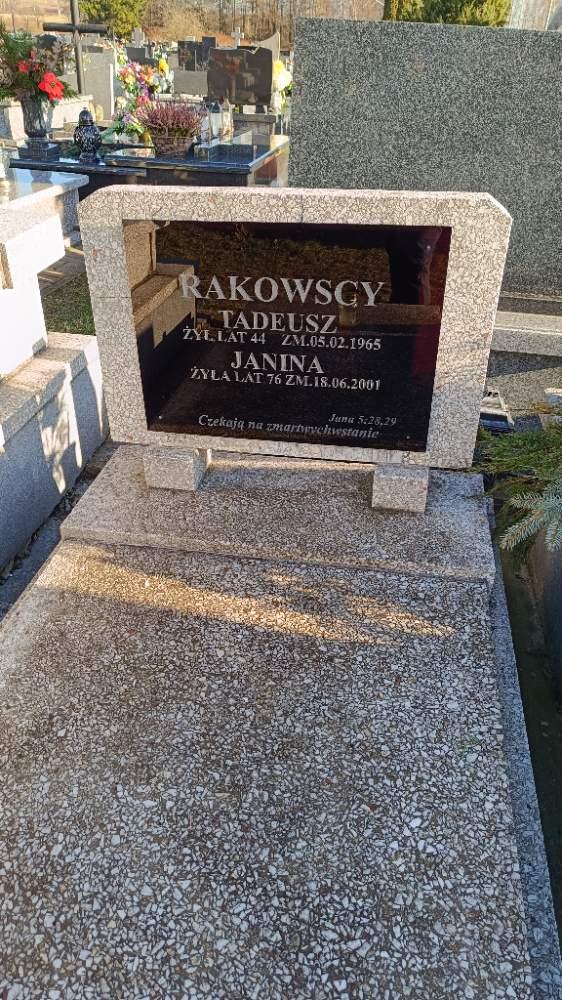 RAKOWSCY
TADEUSZ
ŻYŁ LAT 44 ZM.05.02.1965
JANINA
ŻYŁA LAT 76 ZM.18.06.2001
Jana 5:28,29
Czekają na zmartwychwstanie